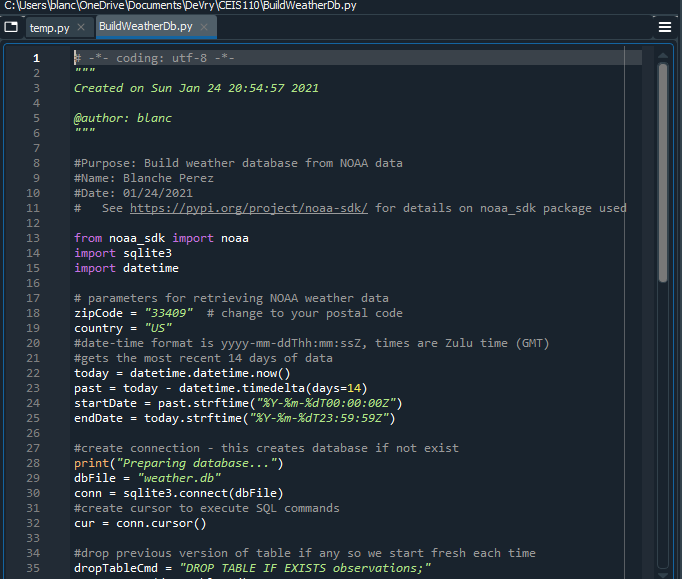 C:\Users\blanc\OneDrive\Documents\DeVry\CEIS110\BuildWeatherDb.py
temp.py BuildWeatherDb.py
1 # -*- coding: utf-8 -*-
2 """
3 Created on Sun Jan 24 20:54:57 2021
4
5 @author: blanc
6 """
7
8 #Purpose: Build weather database from NOAA data
9 #Name: Blanche Perez
10 #Date: 01/24/2021
11 #   See https://pypi.org/project/noaa-sdk/ for details on noaa_sdk package used
12
13 from noaa_sdk import noaa
14 import sqlite3
15 import datetime
16
17 # parameters for retrieving NOAA weather data
18 zipCode = "33409"  # change to your postal code
19 country = "US"
20 #date-time format is yyyy-mm-ddThh:mm:ssZ, times are Zulu time (GMT)
21 #gets the most recent 14 days of data
22 today = datetime.datetime.now()
23 past = today - datetime.timedelta(days=14)
24 startDate = past.strftime("%Y-%m-%dT00:00:00Z")
25 endDate = today.strftime("%Y-%m-%dT23:59:59Z")
26
27 #create connection - this creates database if not exist
28 print("Preparing database...")
29 dbFile = "weather.db"
30 conn = sqlite3.connect(dbFile)
31 #create cursor to execute SQL commands
32 cur = conn.cursor()
33
34 #drop previous version of table if any so we start fresh each time
35 dropTableCmd = "DROP TABLE IF EXISTS observations;"